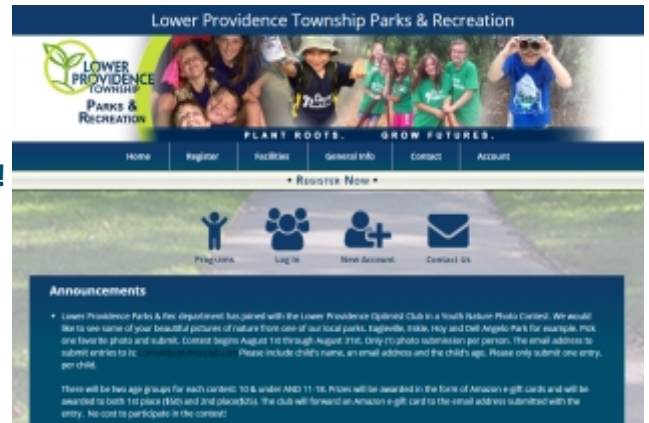 Lower Providence Township Parks & Recreation
LOWER
PROVIDENCE
TOWNSHIP
PARKS &
RECREATION
PLANT ROOTS. GROW FUTURES.
Home Register Facilities General Info Contact Account
!
• REGISTER NOW •
Programs Log In New Account Contact Us
Announcements
• Lower Providence Parks & Rec department has joined with the Lower Providence Optimist Club in a Youth Nature Photo Contest. We would
like to see some of your beautiful pictures of nature from one of our local parks. Eagleville, Eskie, Hoy and Dell Angelo Park for example. Pick
one favorite photo and submit. Contest begins August 1st through August 31st. Only (1) photo submission per person. The email address to
submit entries to is: Please include child's name, an email address and the child's age. Please only submit one entry,
per child.
There will be two age groups for each contest: 10 & under AND 11-18. Prizes will be awarded in the form of Amazon e-gift cards and will be
awarded to both 1st place and 2nd place($25). The club will forward an Amazon e-gift card to the email address submitted with the
entry. No cost to participate in the contest!